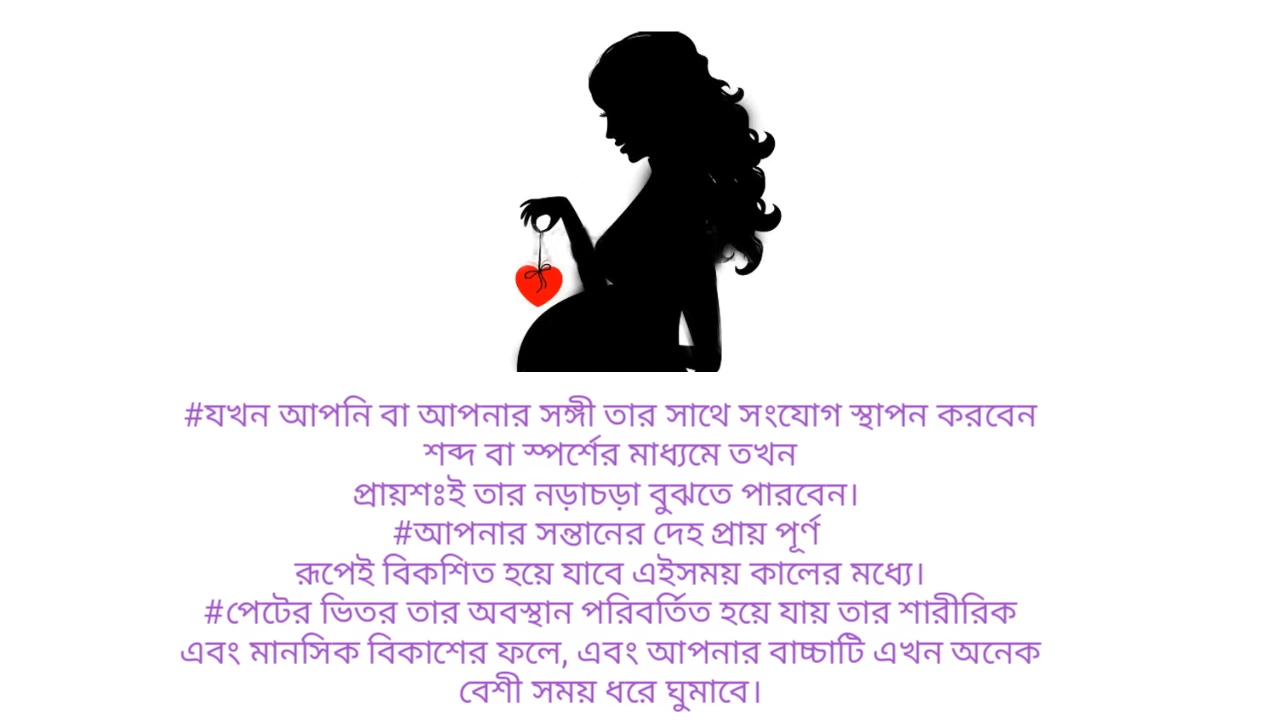 #যখন আপনি বা আপনার সঙ্গী তার সাথে সংযোগ স্থাপন করবেন
শব্দ বা স্পর্শের মাধ্যমে তখন
প্রায়শঃই তার নড়াচড়া বুঝতে পারবেন।
#আপনার সন্তানের দেহ প্রায় পূর্ণ
রূপেই বিকশিত হয়ে যাবে এইসময় কালের মধ্যে।
#পেটের ভিতর তার অবস্থান পরিবর্তিত হয়ে যায় তার শারীরিক
এবং মানসিক বিকাশের ফলে, এবং আপনার বাচ্চাটি এখন অনেক
বেশী সময় ধরে ঘুমাবে।